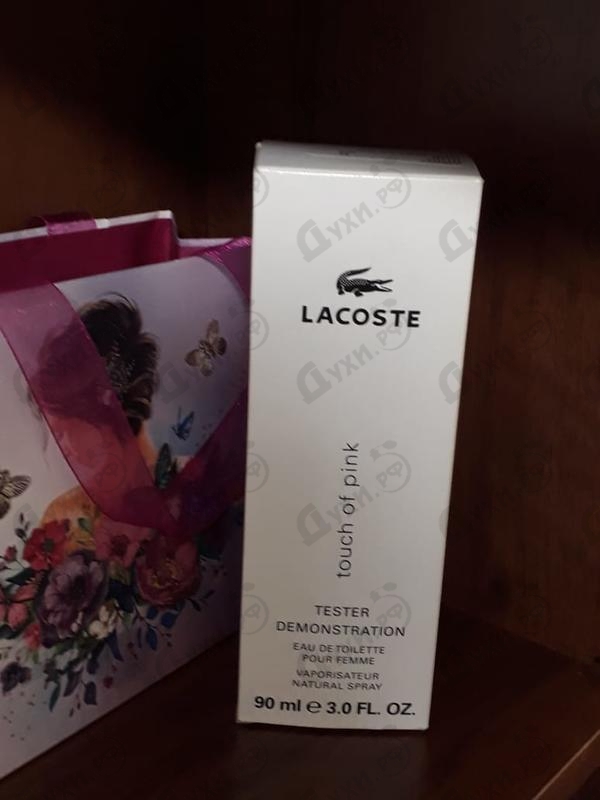 LACOSTE
touch of pink
TESTER
DEMONSTRATION
EAU DE TOILETTE
POUR FEMME
VAPORISATEUR
NATURAL SPRAY
90 ml e 3.0 FL. OZ.
Духи.рф